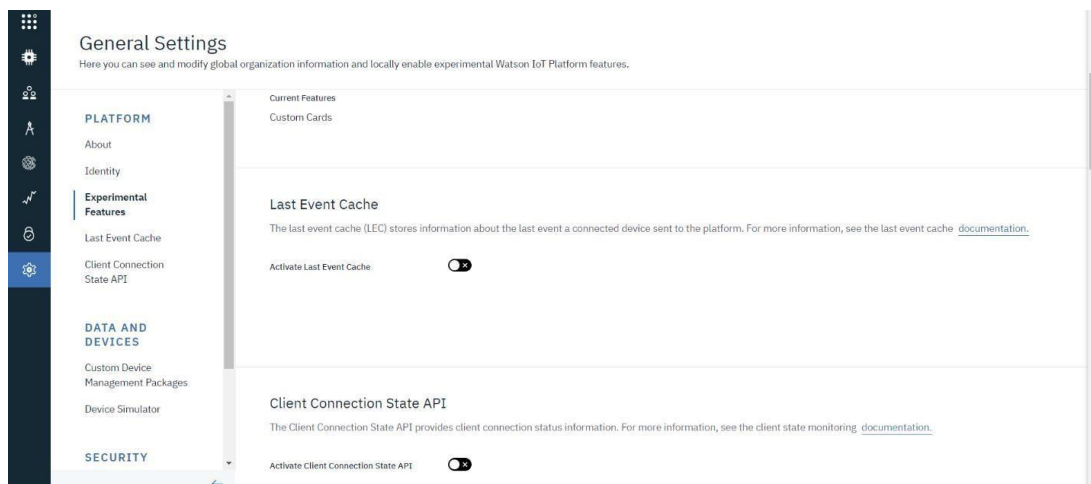 General Settings
Here you can see and modify global organization information and locally enable experimental Watson IoT Platform features.
PLATFORM
About
Identity
Experimental
Features
Last Event Cache
Client Connection
State API
DATA AND
DEVICES
Custom Device
Management Packages
Device Simulator
SECURITY
Current Features
Custom Cards
Last Event Cache
The last event cache (LEC) stores information about the last event a connected device sent to the platform. For more information, see the last event cache documentation.
Activate Last Event Cache
Client Connection State API
The Client Connection State API provides client connection status information. For more information, see the client state monitoring documentation.
Activate Client Connection State API